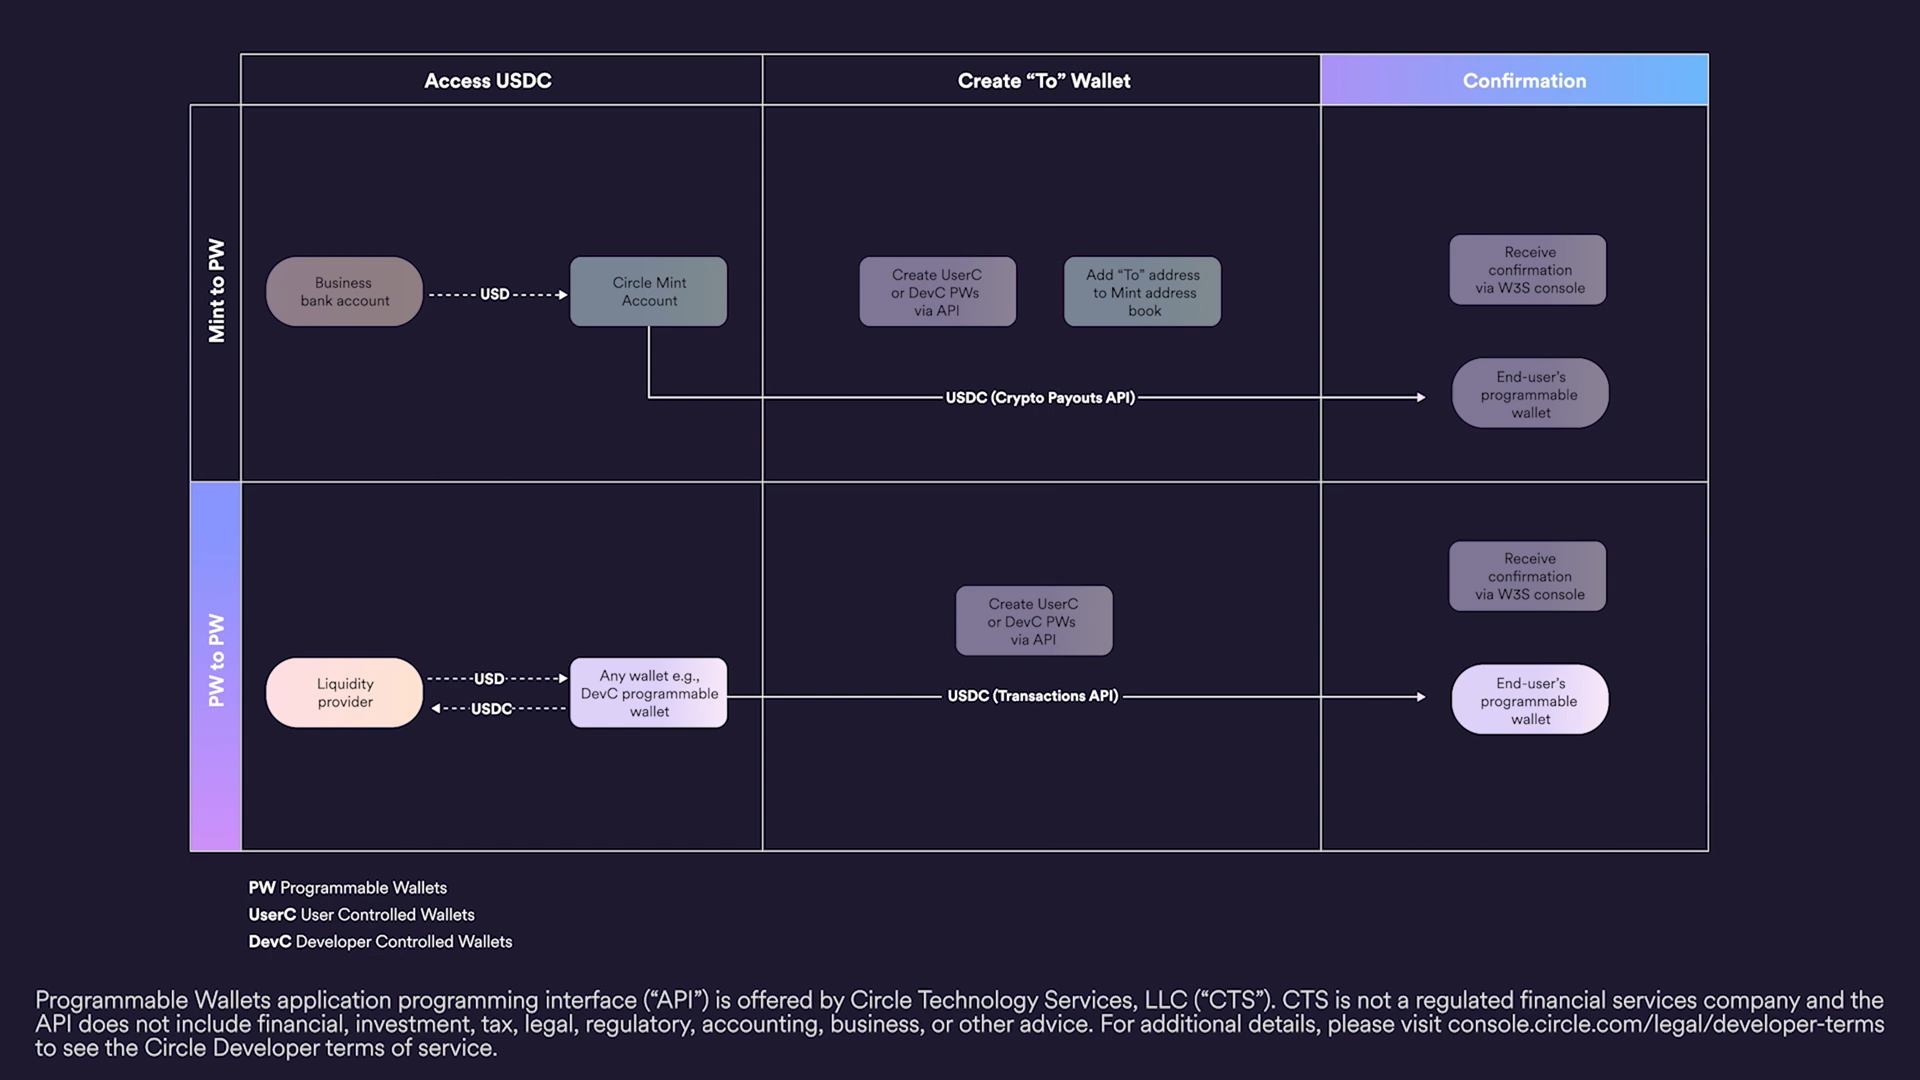 Access USDC
Create “To” Wallet
Confirmation
Mint to PW
Business
bank account
USD
Circle Mint
Account
Create UserC
or DevC PWs
via API
Add “To” address
to Mint address
book
Receive
confirmation
via W3S console
USDC (Crypto Payouts API)
End-user’s
programmable
wallet
PW to PW
Liquidity
provider
USD
USDC
Any wallet e.g.,
DevC programmable
wallet
Create UserC
or DevC PWs
via API
USDC (Transactions API)
Receive
confirmation
via W3S console
End-user’s
programmable
wallet
PW Programmable Wallets
UserC User Controlled Wallets
DevC Developer Controlled Wallets
Programmable Wallets application programming interface (“API”) is offered by Circle Technology Services, LLC (“CTS”). CTS is not a regulated financial services company and the
API does not include financial, investment, tax, legal, regulatory, accounting, business, or other advice. For additional details, please visit console.circle.com/legal/developer-terms
to see the Circle Developer terms of service.